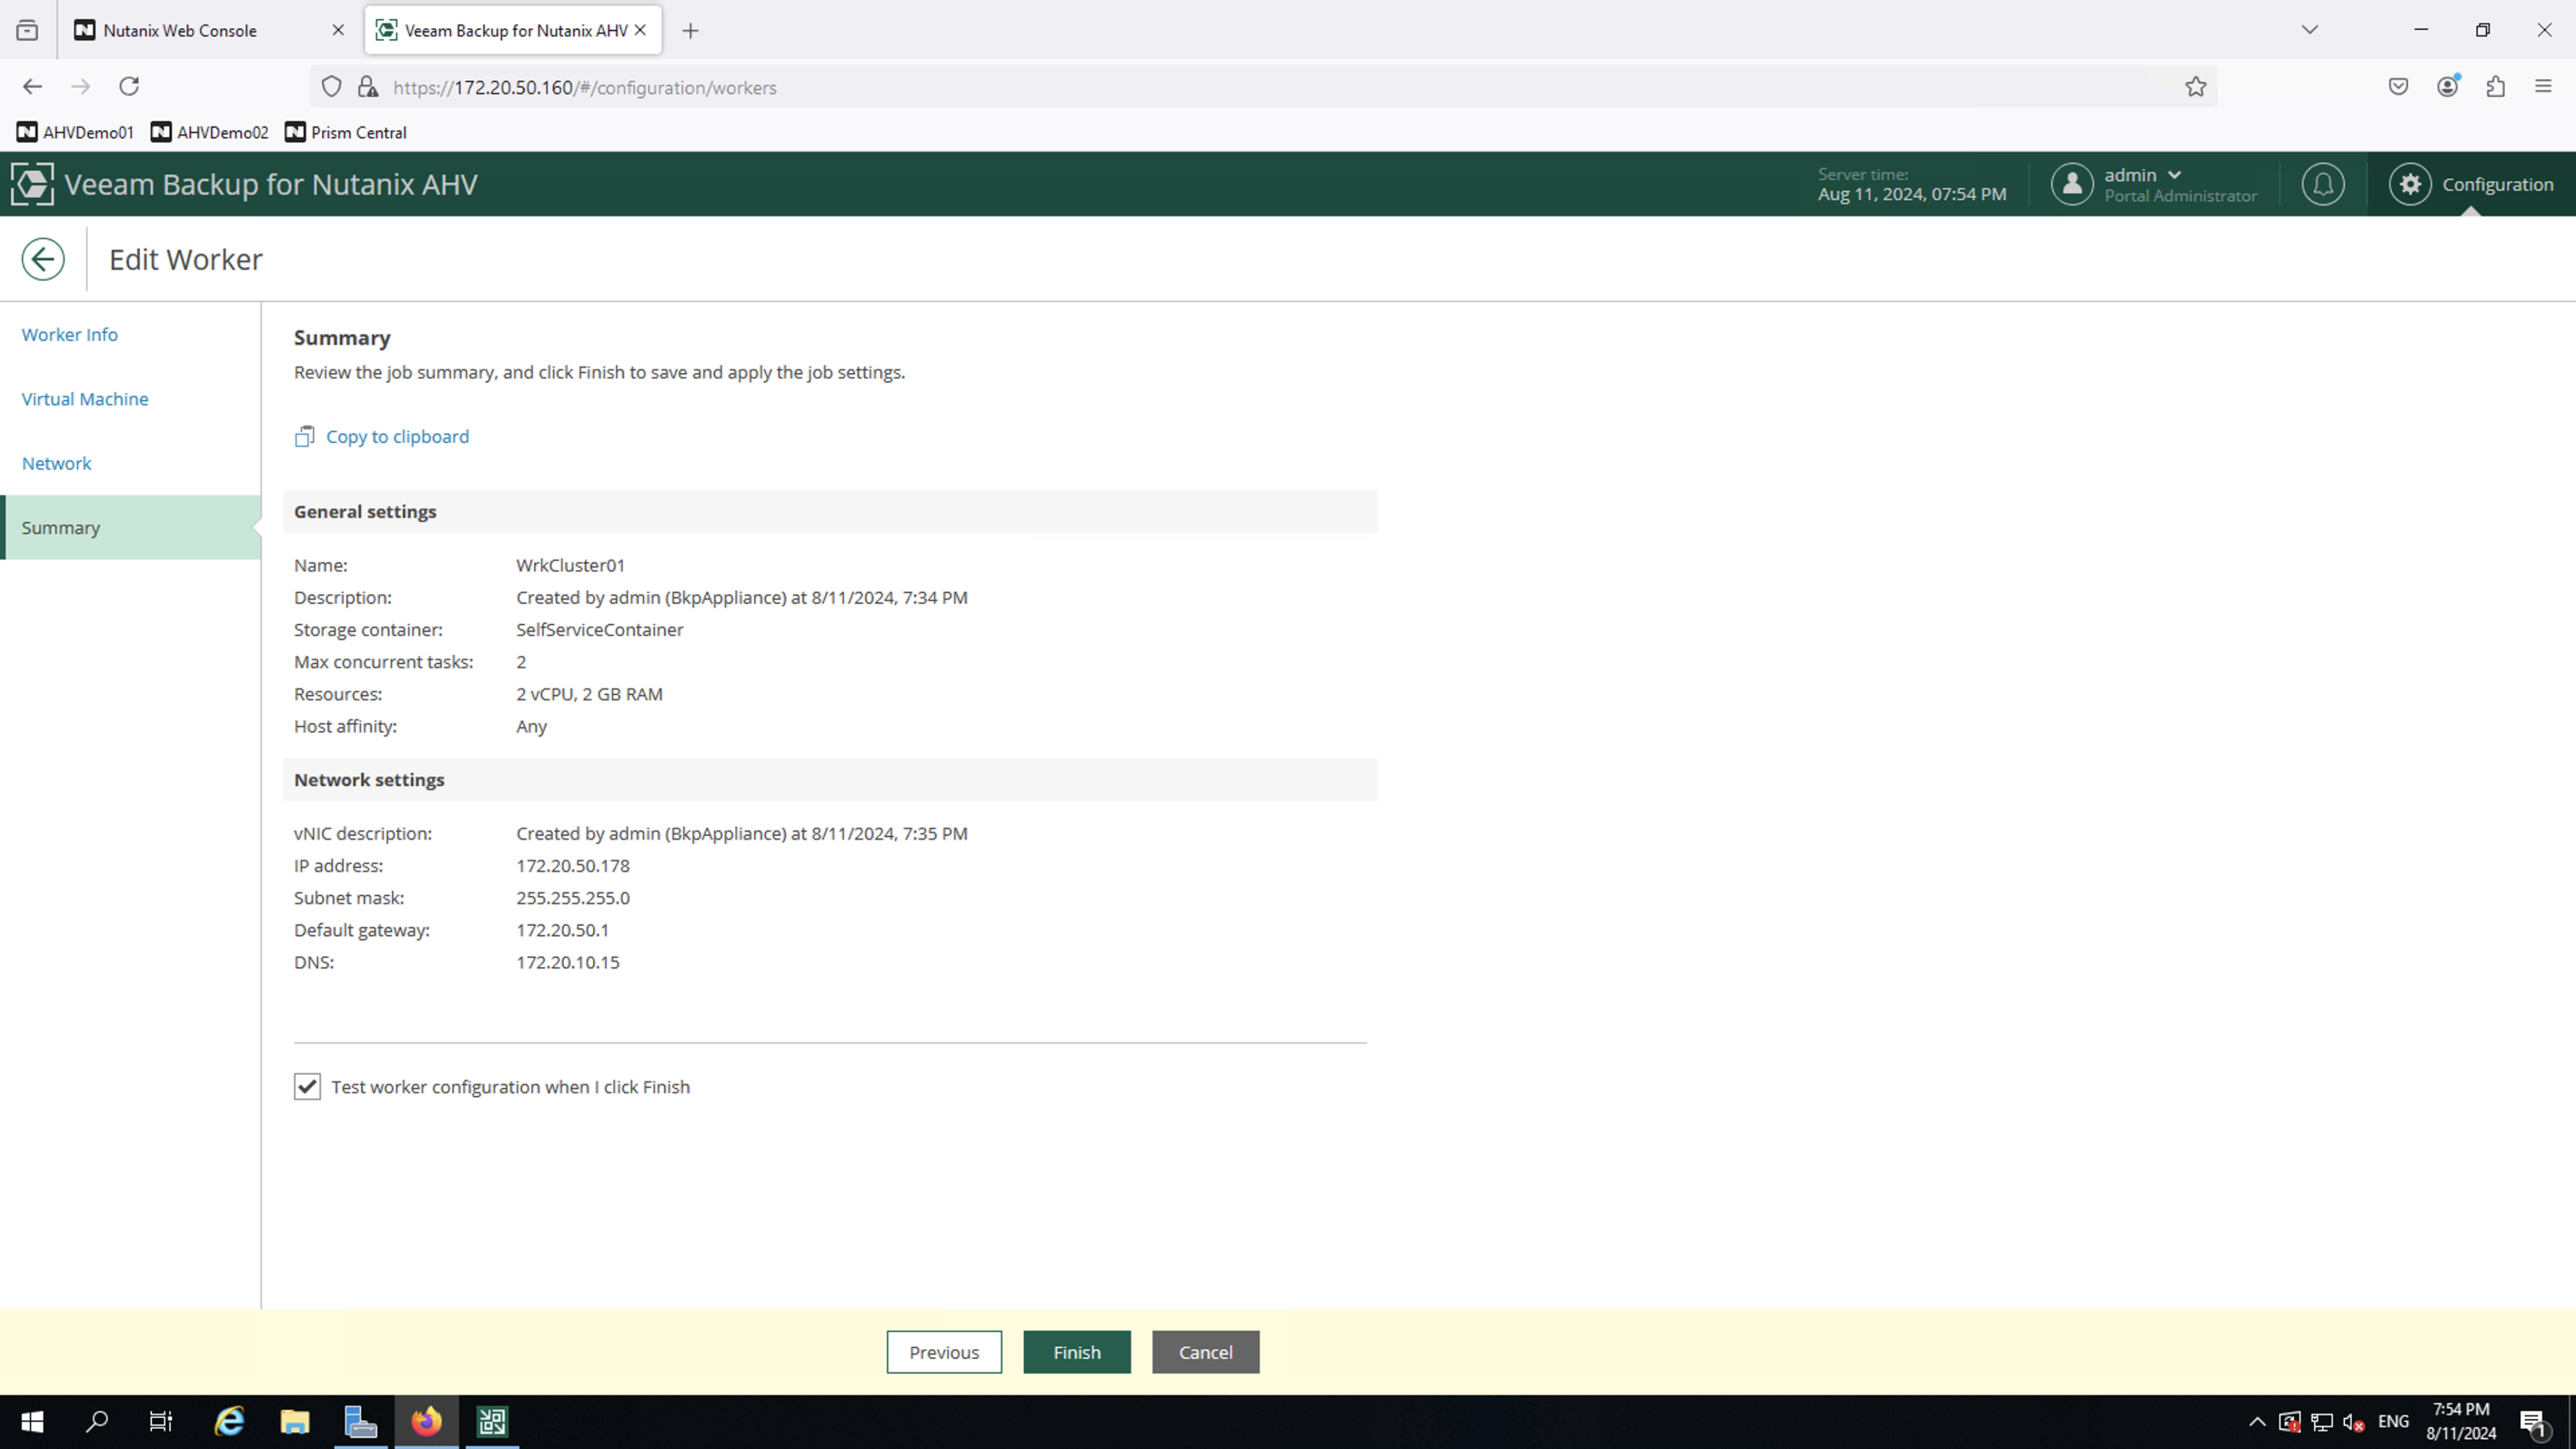 Nutanix Web Console
Veeam Backup for Nutanix AHV
https://172.20.50.160/#/configuration/workers
AHVDemo01
AHVDemo02
Prism Central
Veeam Backup for Nutanix AHV
Server time:
Aug 11, 2024, 07:54 PM
admin
Portal Administrator
Configuration
Edit Worker
Worker Info
Virtual Machine
Network
Summary
Summary
Review the job summary, and click Finish to save and apply the job settings.
Copy to clipboard
General settings
Name: WrkCluster01
Description: Created by admin (BkpAppliance) at 8/11/2024, 7:34 PM
Storage container: SelfServiceContainer
Max concurrent tasks: 2
Resources: 2 vCPU, 2 GB RAM
Host affinity: Any
Network settings
vNIC description: Created by admin (BkpAppliance) at 8/11/2024, 7:35 PM
IP address: 172.20.50.178
Subnet mask: 255.255.255.0
Default gateway: 172.20.50.1
DNS: 172.20.10.15
Test worker configuration when I click Finish
Previous
Finish
Cancel
ENG
7:54 PM
8/11/2024
1